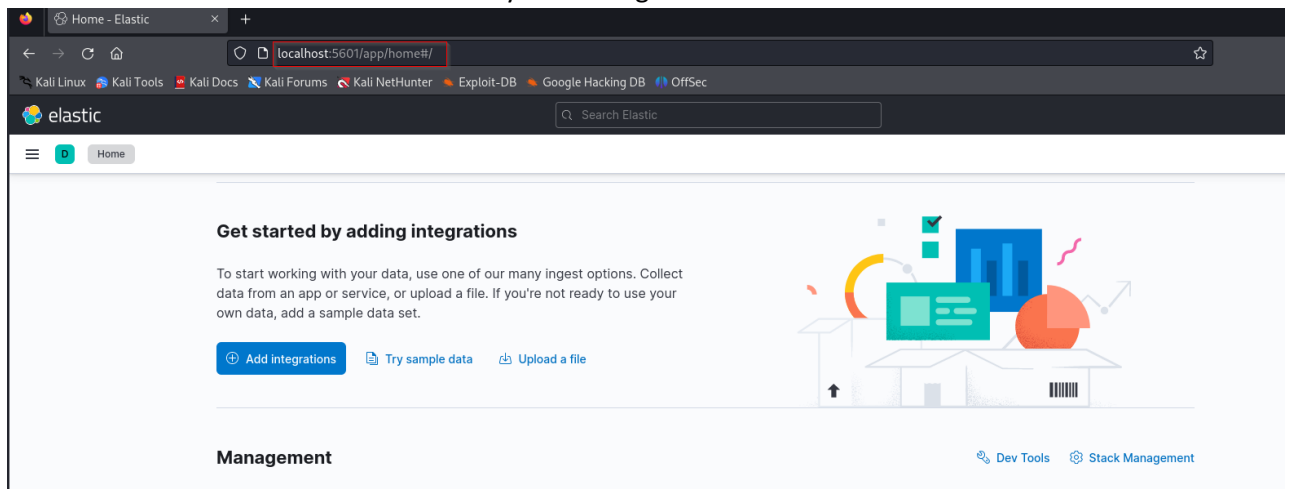 Home - Elastic × +
localhost:5601/app/home#/
Kali Linux Kali Tools Kali Docs Kali Forums Kali NetHunter Exploit-DB Google Hacking DB OffSec
elastic Search Elastic
D Home
Get started by adding integrations
To start working with your data, use one of our many ingest options. Collect
data from an app or service, or upload a file. If you're not ready to use your
own data, add a sample data set.
Add integrations Try sample data Upload a file
Management Dev Tools Stack Management